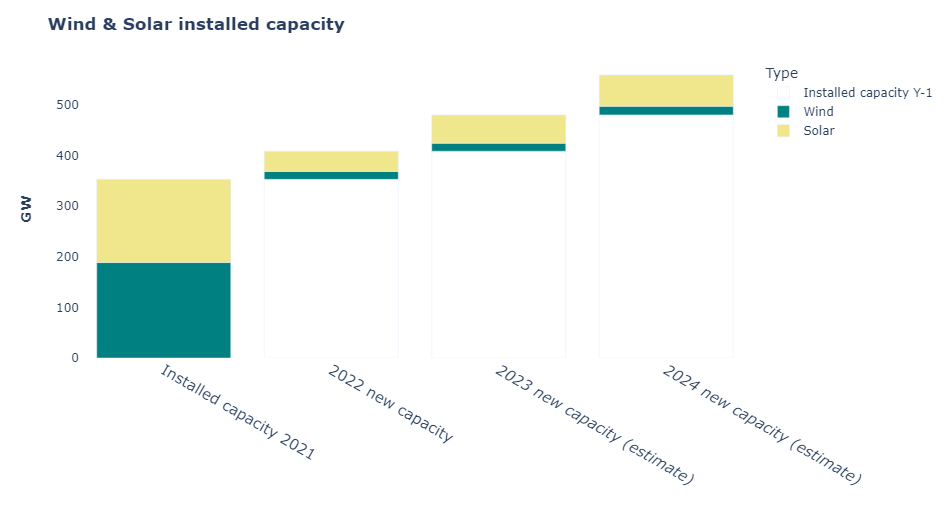 Wind & Solar installed capacity
GW
500
400
300
200
100
0
Installed capacity 2021
2022 new capacity
2023 new capacity (estimate)
2024 new capacity (estimate)
Type
Installed capacity Y-1
Wind
Solar